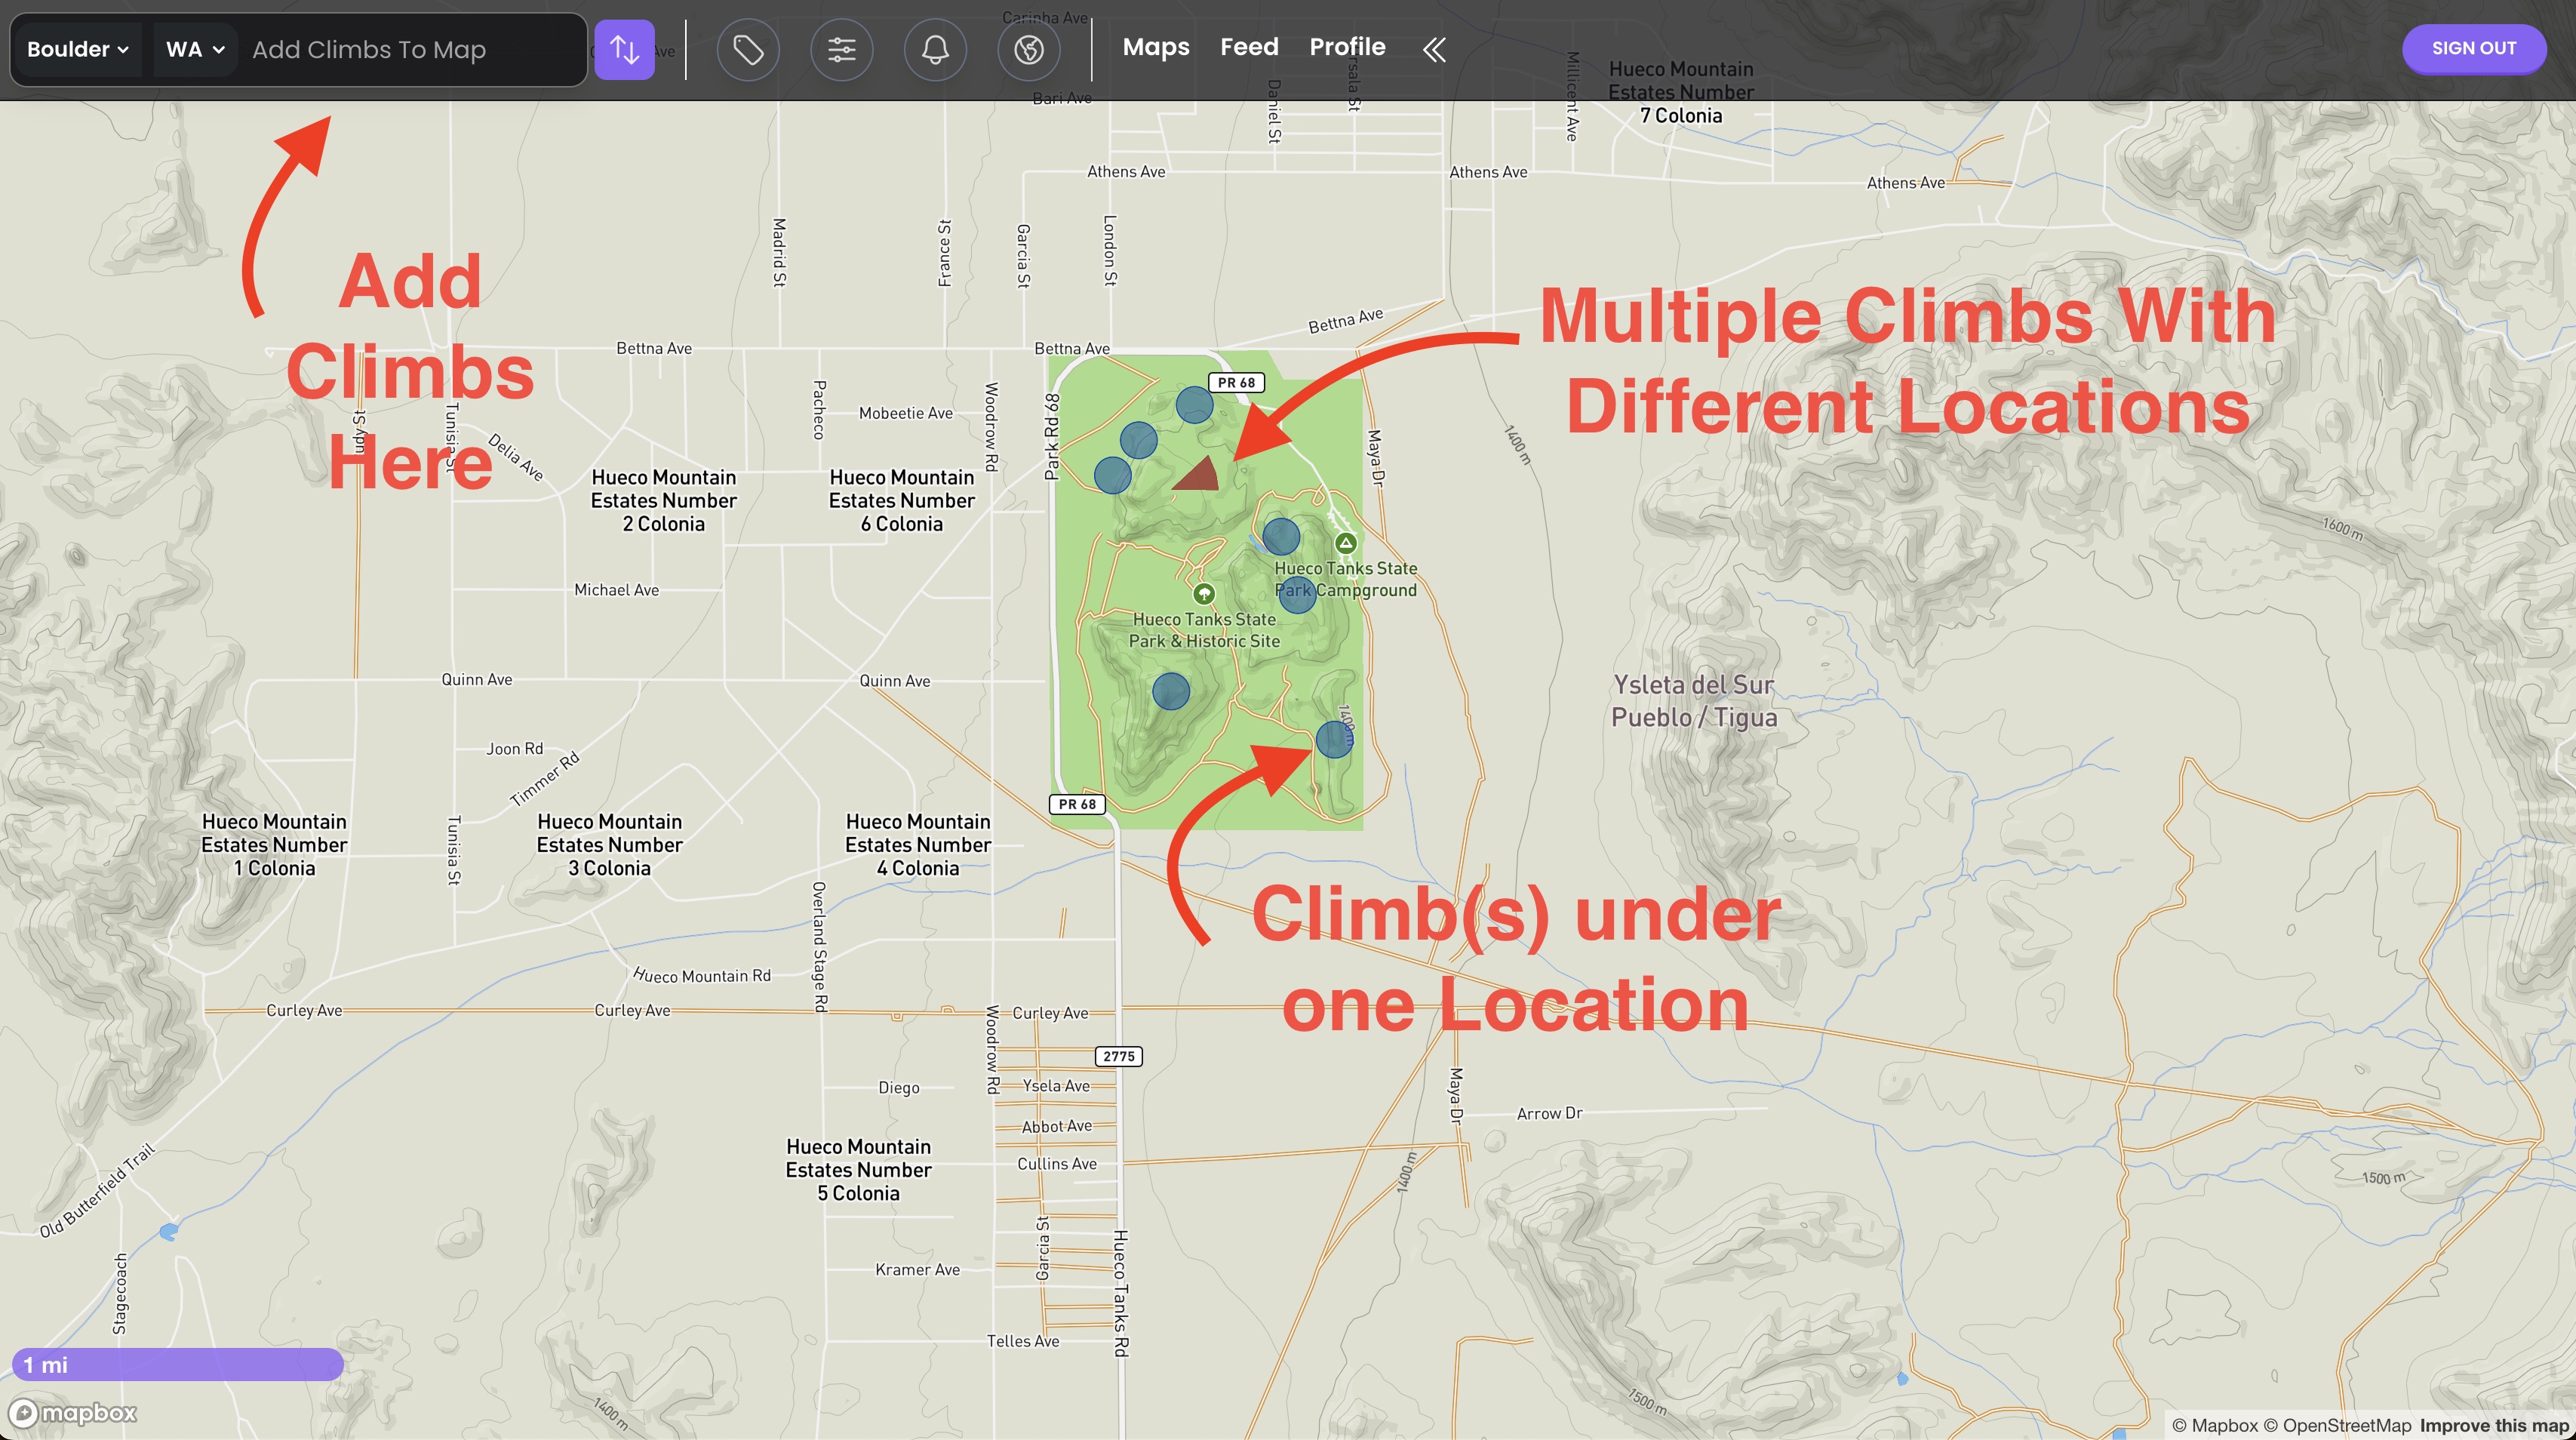 Boulder
WA
Add Climbs To Map
Maps
Feed
Profile
SIGN OUT
Carinha Ave
Ave
Bari Ave
Daniel St
rsala St
Millicent Ave
Hueco Mountain
Estates Number
7 Colonia
Athens Ave
Athens Ave
Athens Ave
Madrid St
France St
Garcia St
London St
Add
Climbs
Here
Multiple Climbs With
Different Locations
Bettna Ave
Bettna Ave
Bettna Ave
PR 68
Tunisia St
Delia Ave
Pacheco
Mobeetie Ave
Woodrow Rd
Park Rd 68
Maya Dr
1400 m
Hueco Mountain
Estates Number
2 Colonia
Hueco Mountain
Estates Number
6 Colonia
1600 m
Hueco Tanks State
Park Campground
Michael Ave
Hueco Tanks State
Park & Historic Site
Quinn Ave
Quinn Ave
Ysleta del Sur
Pueblo / Tigua
1400 m
Joon Rd
Timmer Rd
PR 68
Hueco Mountain
Estates Number
1 Colonia
Tunisia St
Hueco Mountain
Estates Number
3 Colonia
Hueco Mountain
Estates Number
4 Colonia
Overland Stage Rd
Climb(s) under
one Location
Hueco Mountain Rd
Curley Ave
Curley Ave
Curley Ave
Woodrow Rd
2775
Diego
Ysela Ave
Maya Dr
Arrow Dr
Abbot Ave
Hueco Mountain
Estates Number
5 Colonia
Cullins Ave
1400 m
1500 m
Old Butterfield Trail
Stagecoach
Garcia St
Hueco Tanks Rd
Kramer Ave
Telles Ave
1 mi
1400 m
1500 m
mapbox
© Mapbox © OpenStreetMap Improve this map